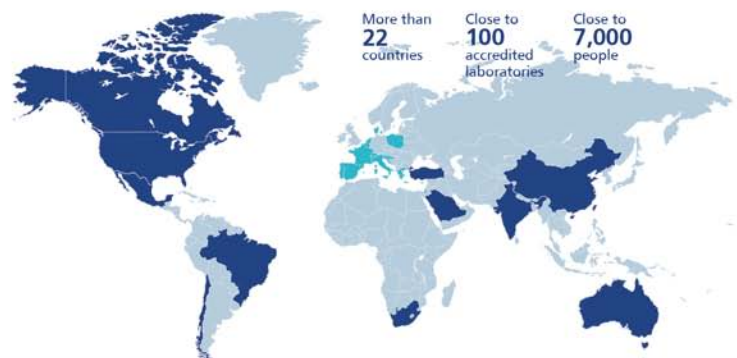 More than
22
countries
Close to
100
accredited
laboratories
Close to
7,000
people